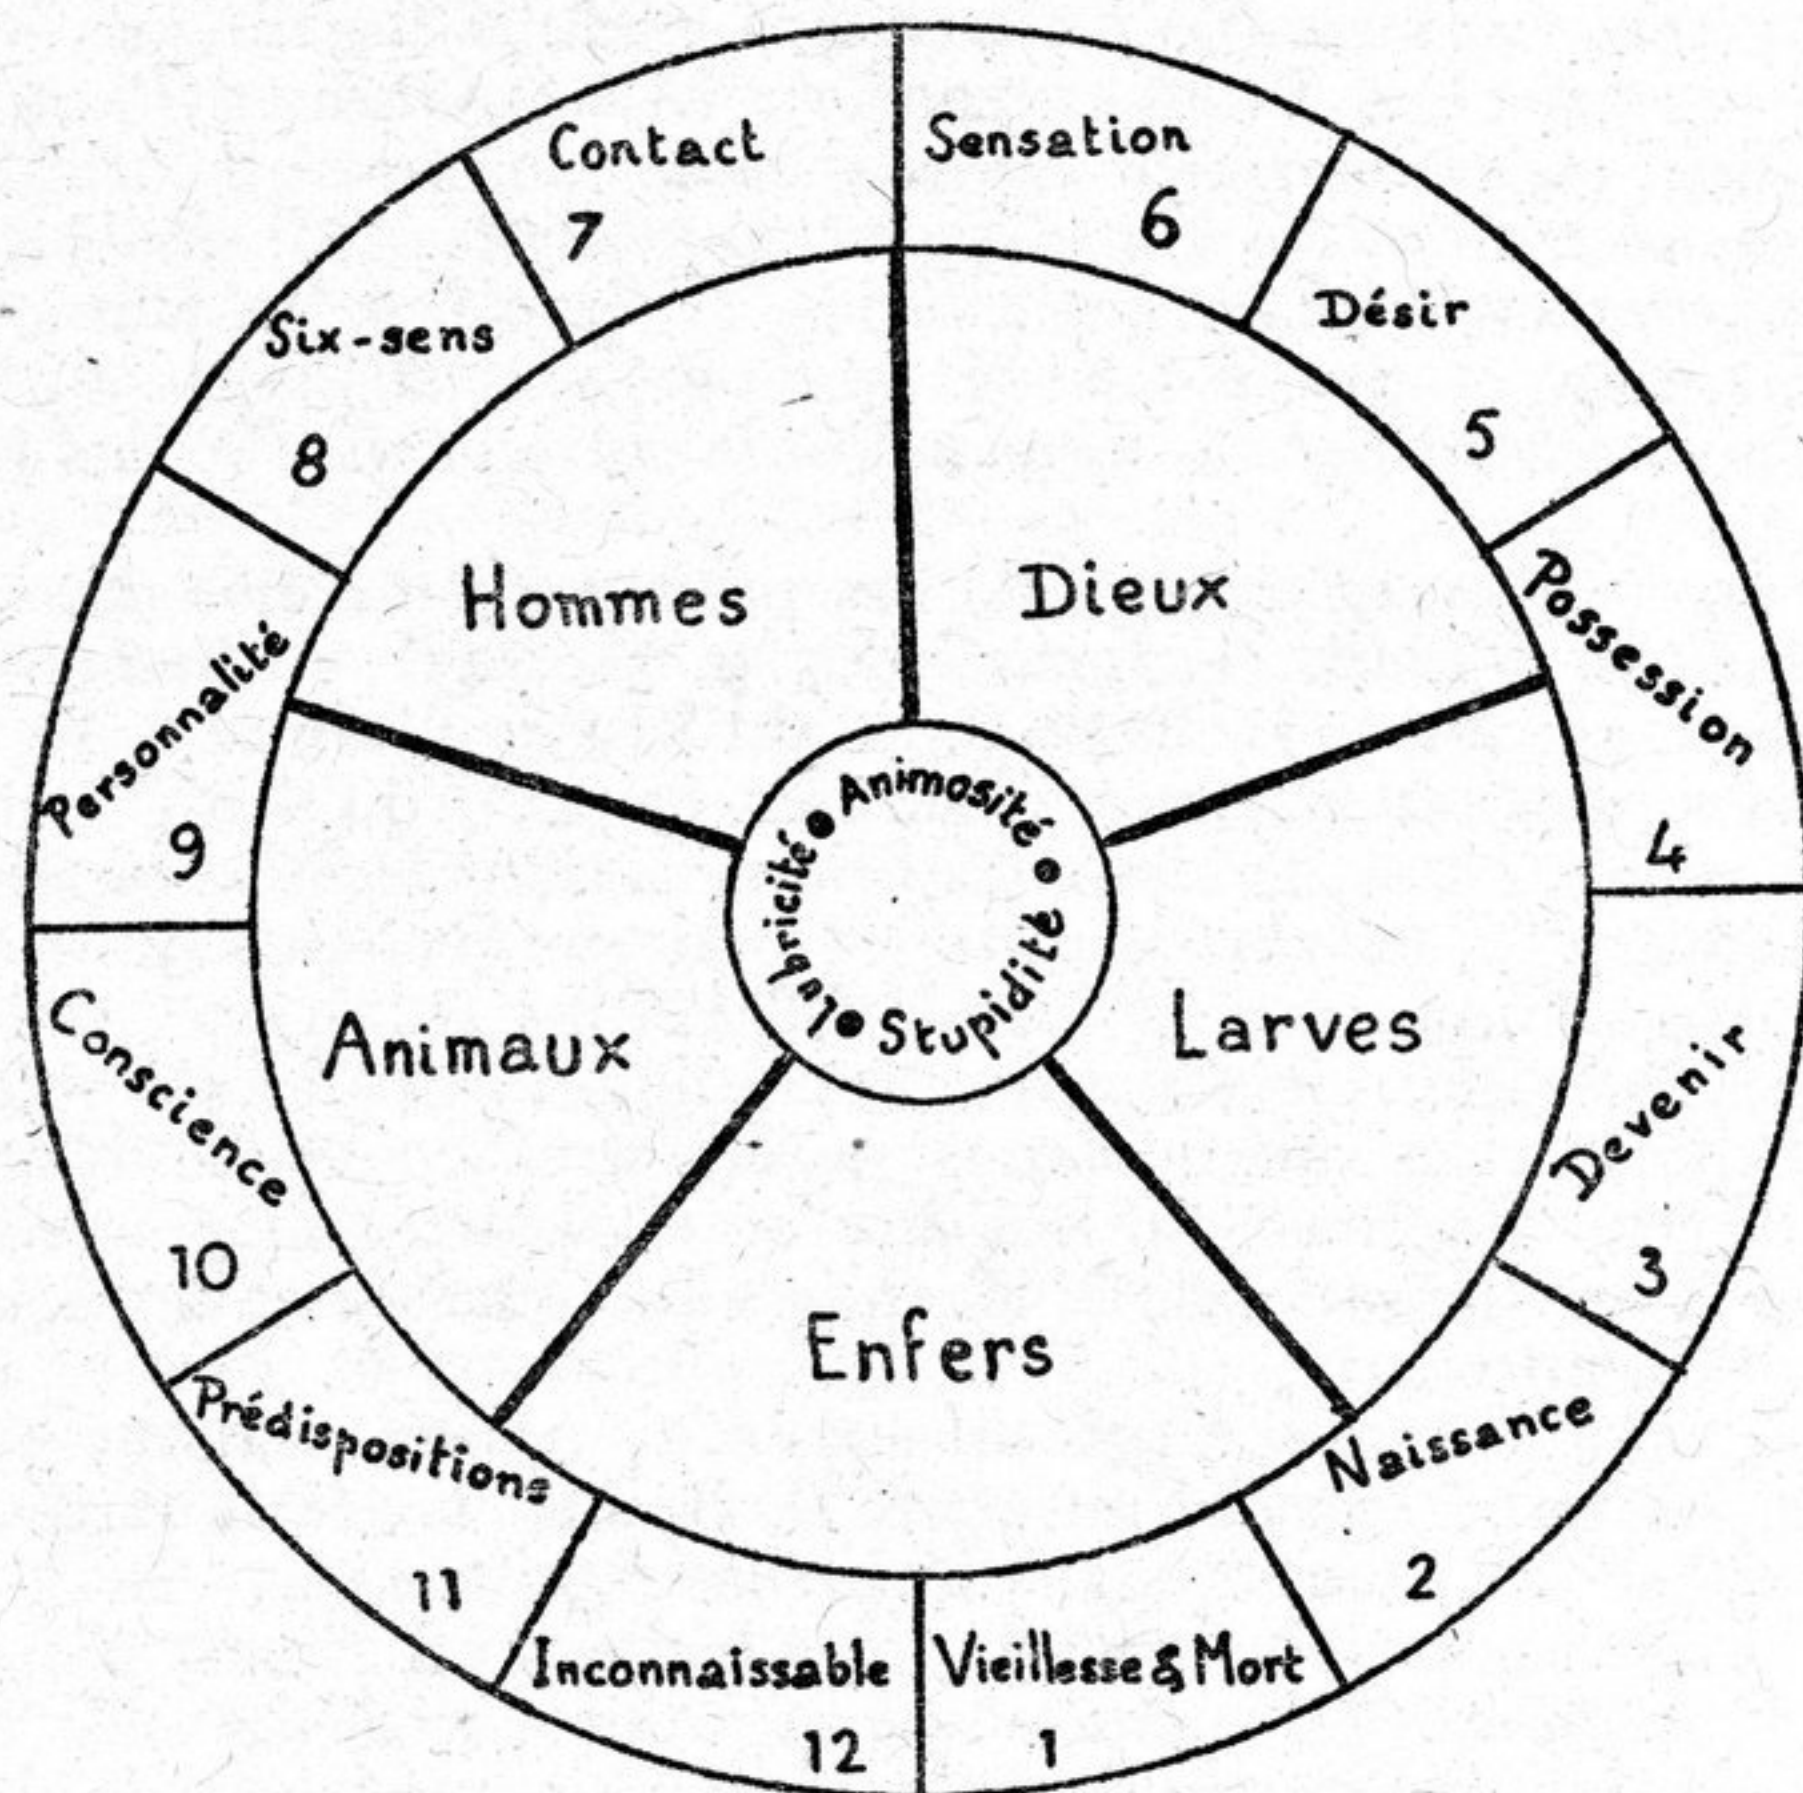 Contact
7
Sensation
6
Désir
5
Possession
4
Devenir
3
Naissance
2
Vieillesse & Mort
1
Inconnaissable
12
Prédispositions
11
Conscience
10
Personnalité
9
Six-sens
8
Hommes
Dieux
Larves
Enfers
Animaux
Animosité • Stupidité • Lubricité •